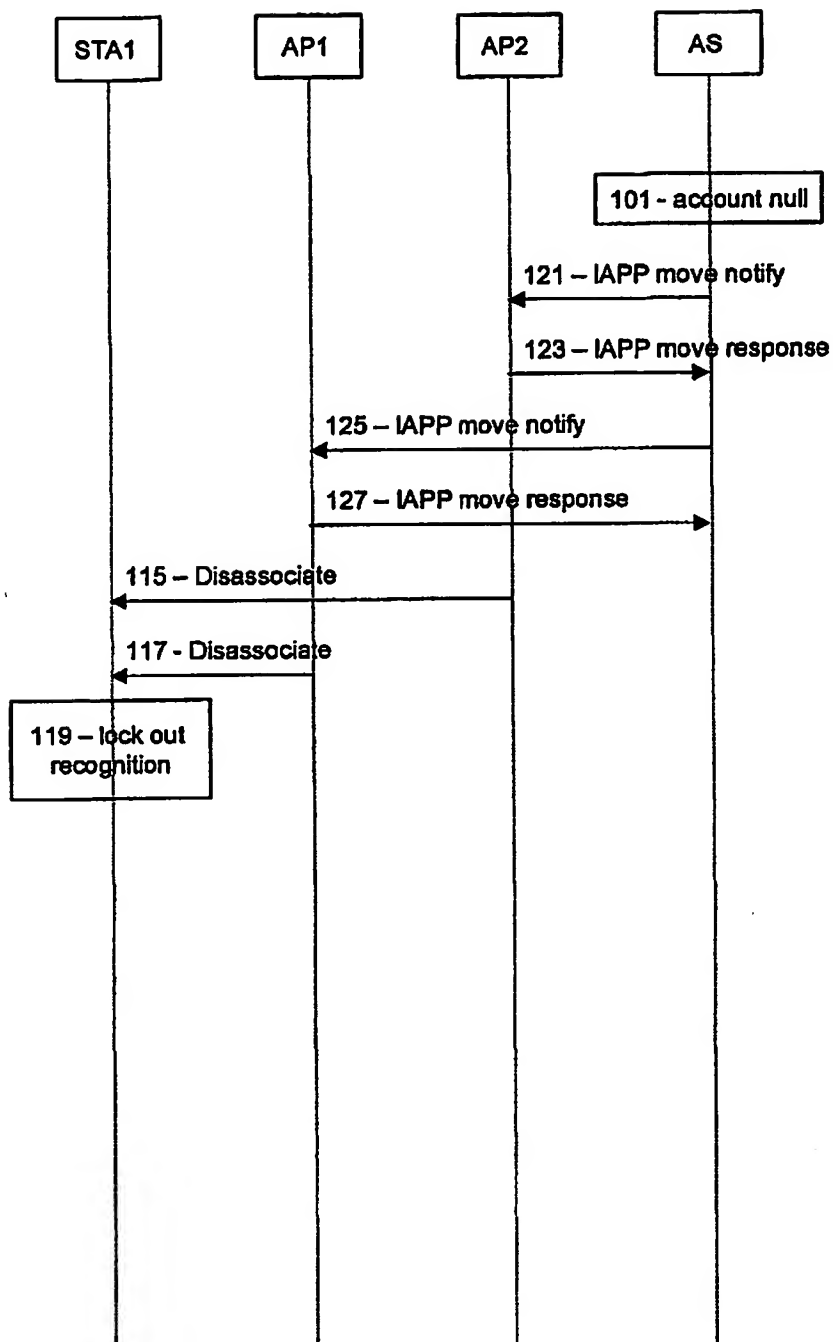 STA1
AP1
AP2
AS
101 - account null
121 – IAPP move notify
123 – IAPP move response
125 – IAPP move notify
127 – IAPP move response
115 – Disassociate
117 - Disassociate
119 – lock out
recognition